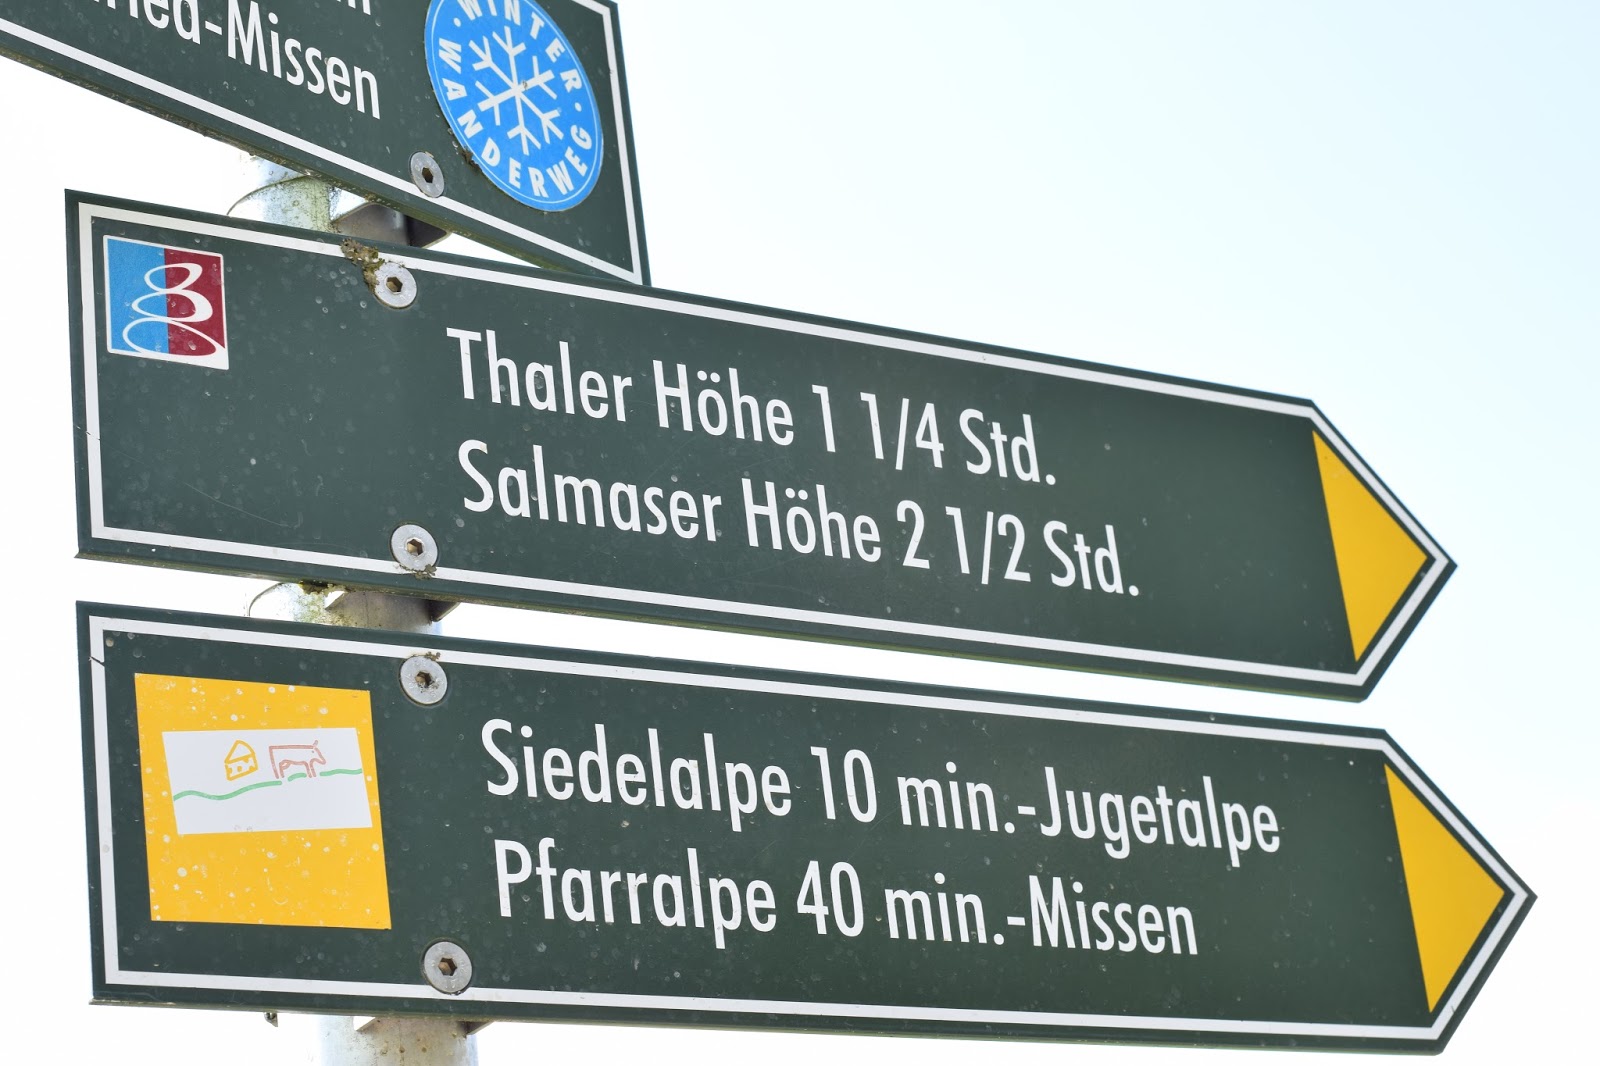 -Missen
WINTER
WANDERWEG
Thaler Höhe 1 1/4 Std.
Salmaser Höhe 2 1/2 Std.
Siedelalpe 10 min.-Jugetalpe
Pfarralpe 40 min.-Missen